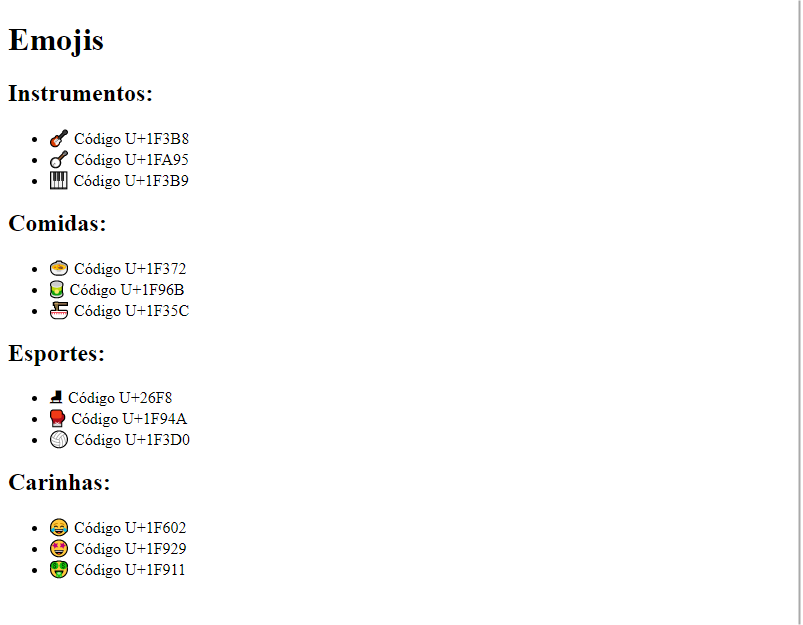 Emojis
Instrumentos:
🎸 Código U+1F3B8
🪕 Código U+1FA95
🎹 Código U+1F3B9
Comidas:
🍲 Código U+1F372
🥫 Código U+1F96B
🍜 Código U+1F35C
Esportes:
⛸ Código U+26F8
🥊 Código U+1F94A
🏐 Código U+1F3D0
Carinhas:
😂 Código U+1F602
🤩 Código U+1F929
🤑 Código U+1F911